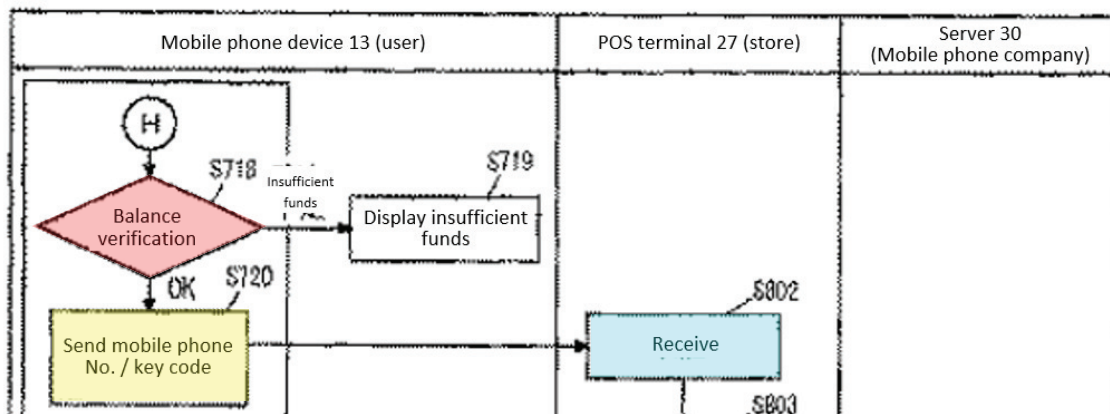 Mobile phone device 13 (user)
POS terminal 27 (store)
Server 30
(Mobile phone company)
H
S718
Insufficient
funds
S719
Balance
verification
Display insufficient
funds
OK
S720
S802
Send mobile phone
No. / key code
Receive
S803